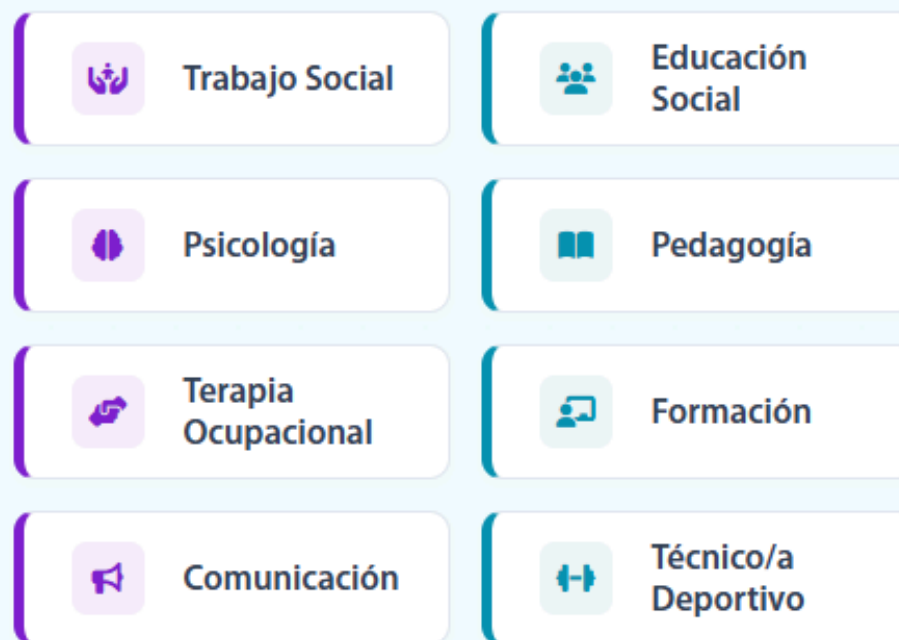 Trabajo Social
Educación
Social
Psicología
Pedagogía
Terapia
Ocupacional
Formación
Comunicación
Técnico/a
Deportivo